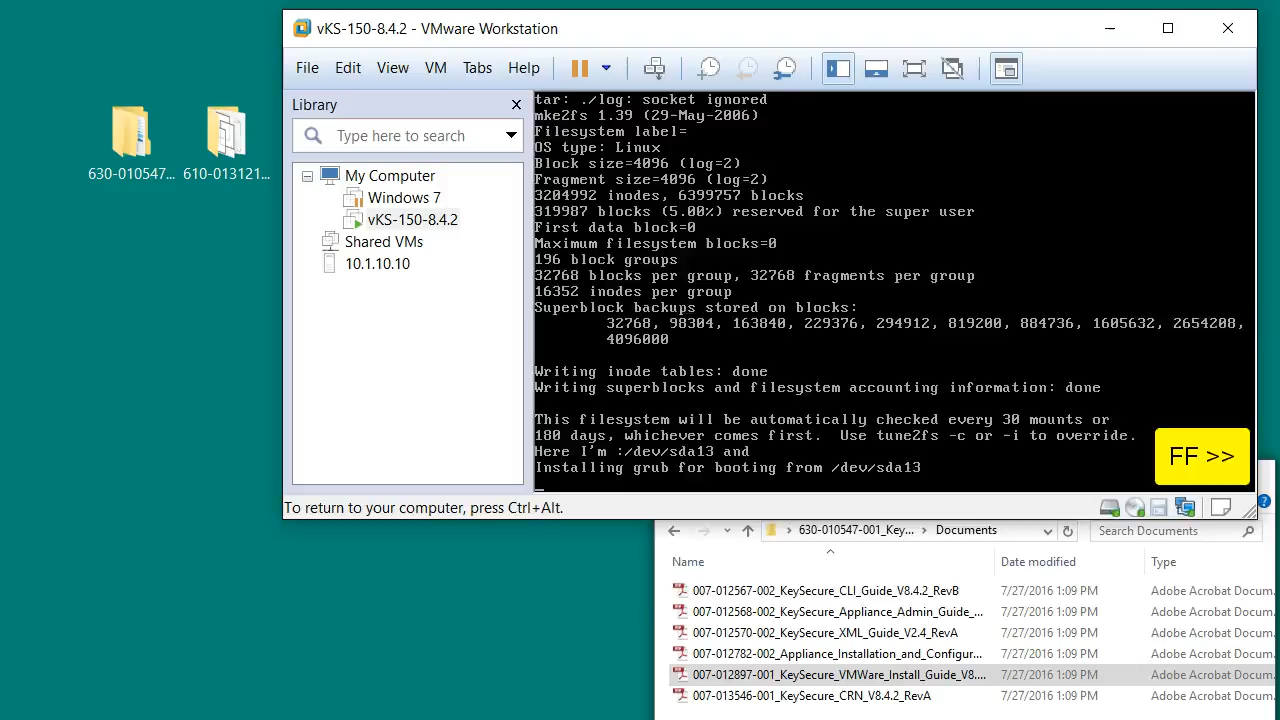 vKS-150-8.4.2 - VMware Workstation
File Edit View VM Tabs Help
630-010547...
610-013121...
Library
Type here to search
My Computer
Windows 7
vKS-150-8.4.2
Shared VMs
10.1.10.10
tar: ./log: socket ignored
mke2fs 1.39 (29-May-2006)
Filesystem label=
OS type: Linux
Block size=4096 (log=2)
Fragment size=4096 (log=2)
3204992 inodes, 6399757 blocks
319987 blocks (5.00%) reserved for the super user
First data block=0
Maximum filesystem blocks=0
196 block groups
32768 blocks per group, 32768 fragments per group
16352 inodes per group
Superblock backups stored on blocks:
32768, 98304, 163840, 229376, 294912, 819200, 884736, 1605632, 2654208,
4096000
Writing inode tables: done
Writing superblocks and filesystem accounting information: done
This filesystem will be automatically checked every 30 mounts or
180 days, whichever comes first.  Use tune2fs -c or -i to override.
Here I'm :/dev/sda13 and
Installing grub for booting from /dev/sda13
FF >>
To return to your computer, press Ctrl+Alt.
630-010547-001_Key... Documents
Search Documents
Name Date modified Type
007-012567-002_KeySecure_CLI_Guide_V8.4.2_RevB 7/27/2016 1:09 PM Adobe Acrobat Docum...
007-012568-002_KeySecure_Appliance_Admin_Guide_... 7/27/2016 1:09 PM Adobe Acrobat Docum...
007-012570-002_KeySecure_XML_Guide_V2.4_RevA 7/27/2016 1:09 PM Adobe Acrobat Docum...
007-012782-002_Appliance_Installation_and_Configur... 7/27/2016 1:09 PM Adobe Acrobat Docum...
007-012897-001_KeySecure_VMWare_Install_Guide_V8.... 7/27/2016 1:09 PM Adobe Acrobat Docum...
007-013546-001_KeySecure_CRN_V8.4.2_RevA 7/27/2016 1:09 PM Adobe Acrobat Docum...